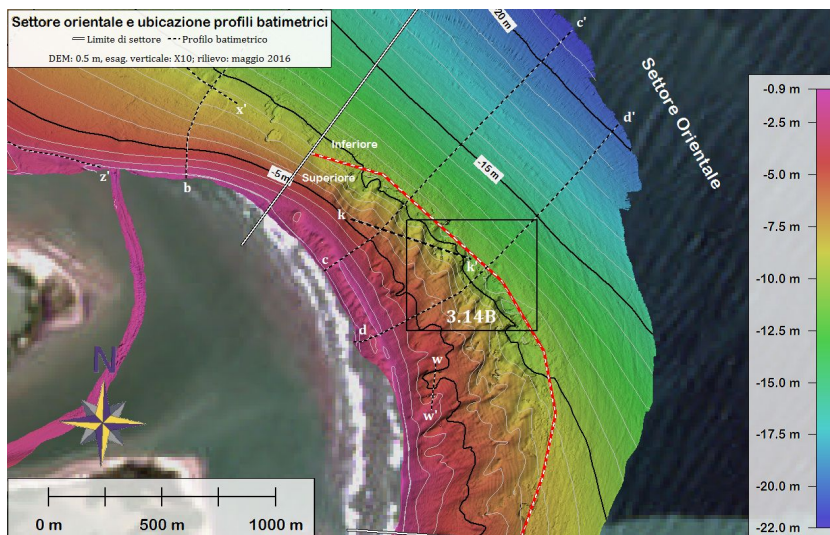 Settore orientale e ubicazione profili batimetrici
Limite di settore Profilo batimetrico
DEM: 0.5 m, esag. verticale: X10; rilievo: maggio 2016
20 m
c'
Settore Orientale
d'
x'
Inferiore
-15 m
z'
b
-5 m
Superiore
k
k'
c
3.14B
d
w
w'
N
0 m 500 m 1000 m
-0.9 m
-2.5 m
-5.0 m
-7.5 m
-10.0 m
-12.5 m
-15.0 m
-17.5 m
-20.0 m
-22.0 m